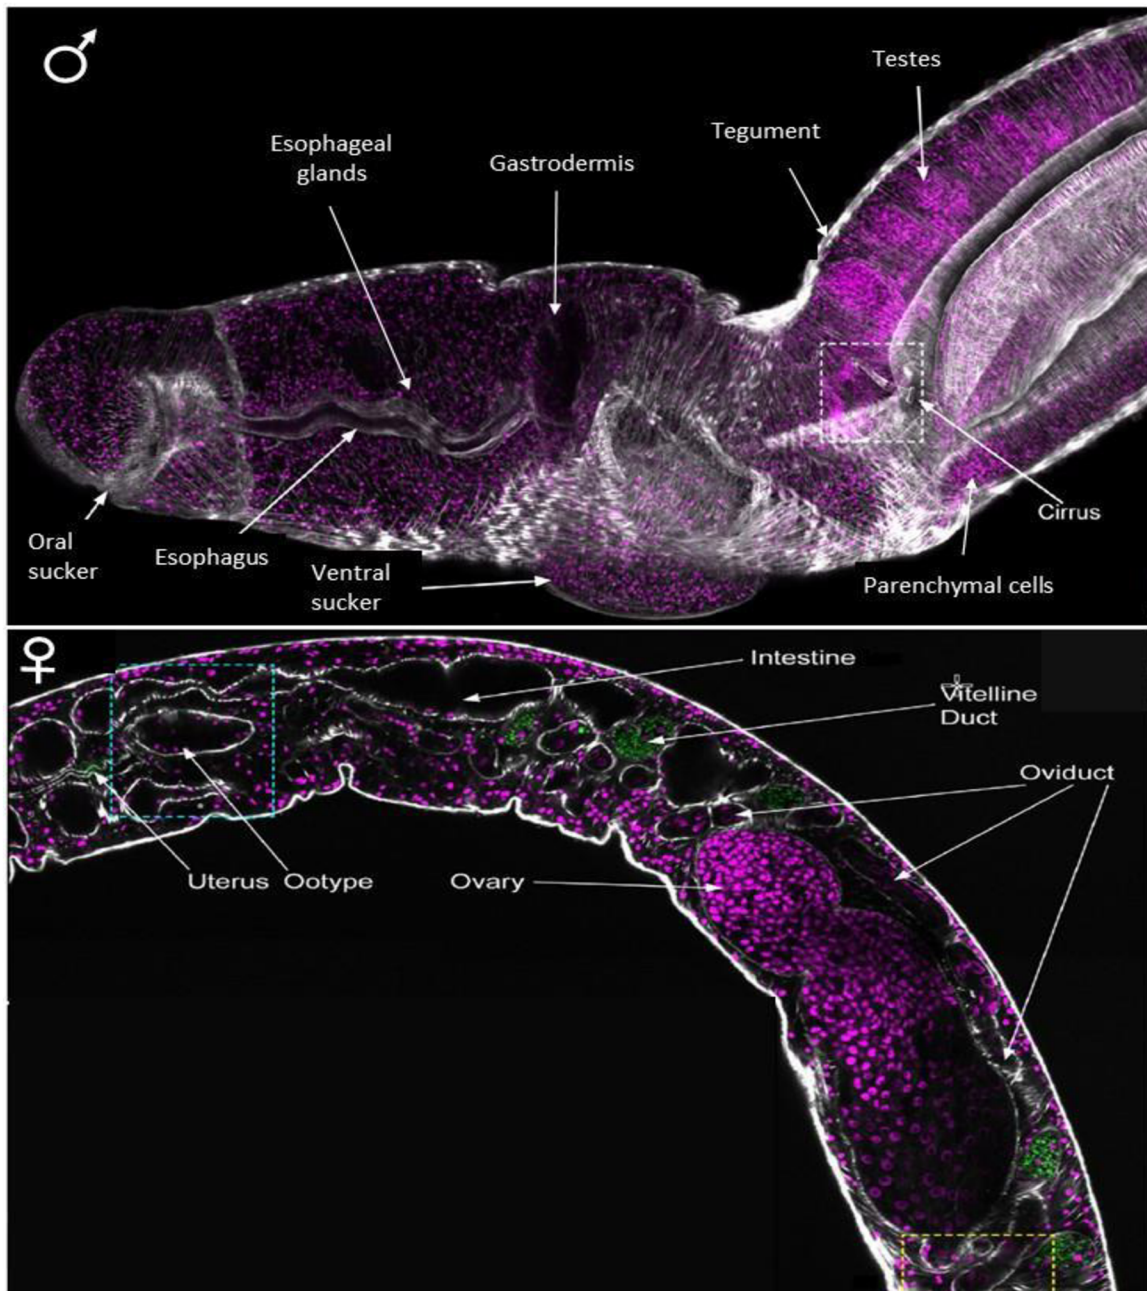 ♂
Testes
Tegument
Esophageal
glands
Gastrodermis
Oral
sucker
Esophagus
Ventral
sucker
Cirrus
Parenchymal cells
♀
Intestine
Vitelline
Duct
Oviduct
Uterus
Ootype
Ovary